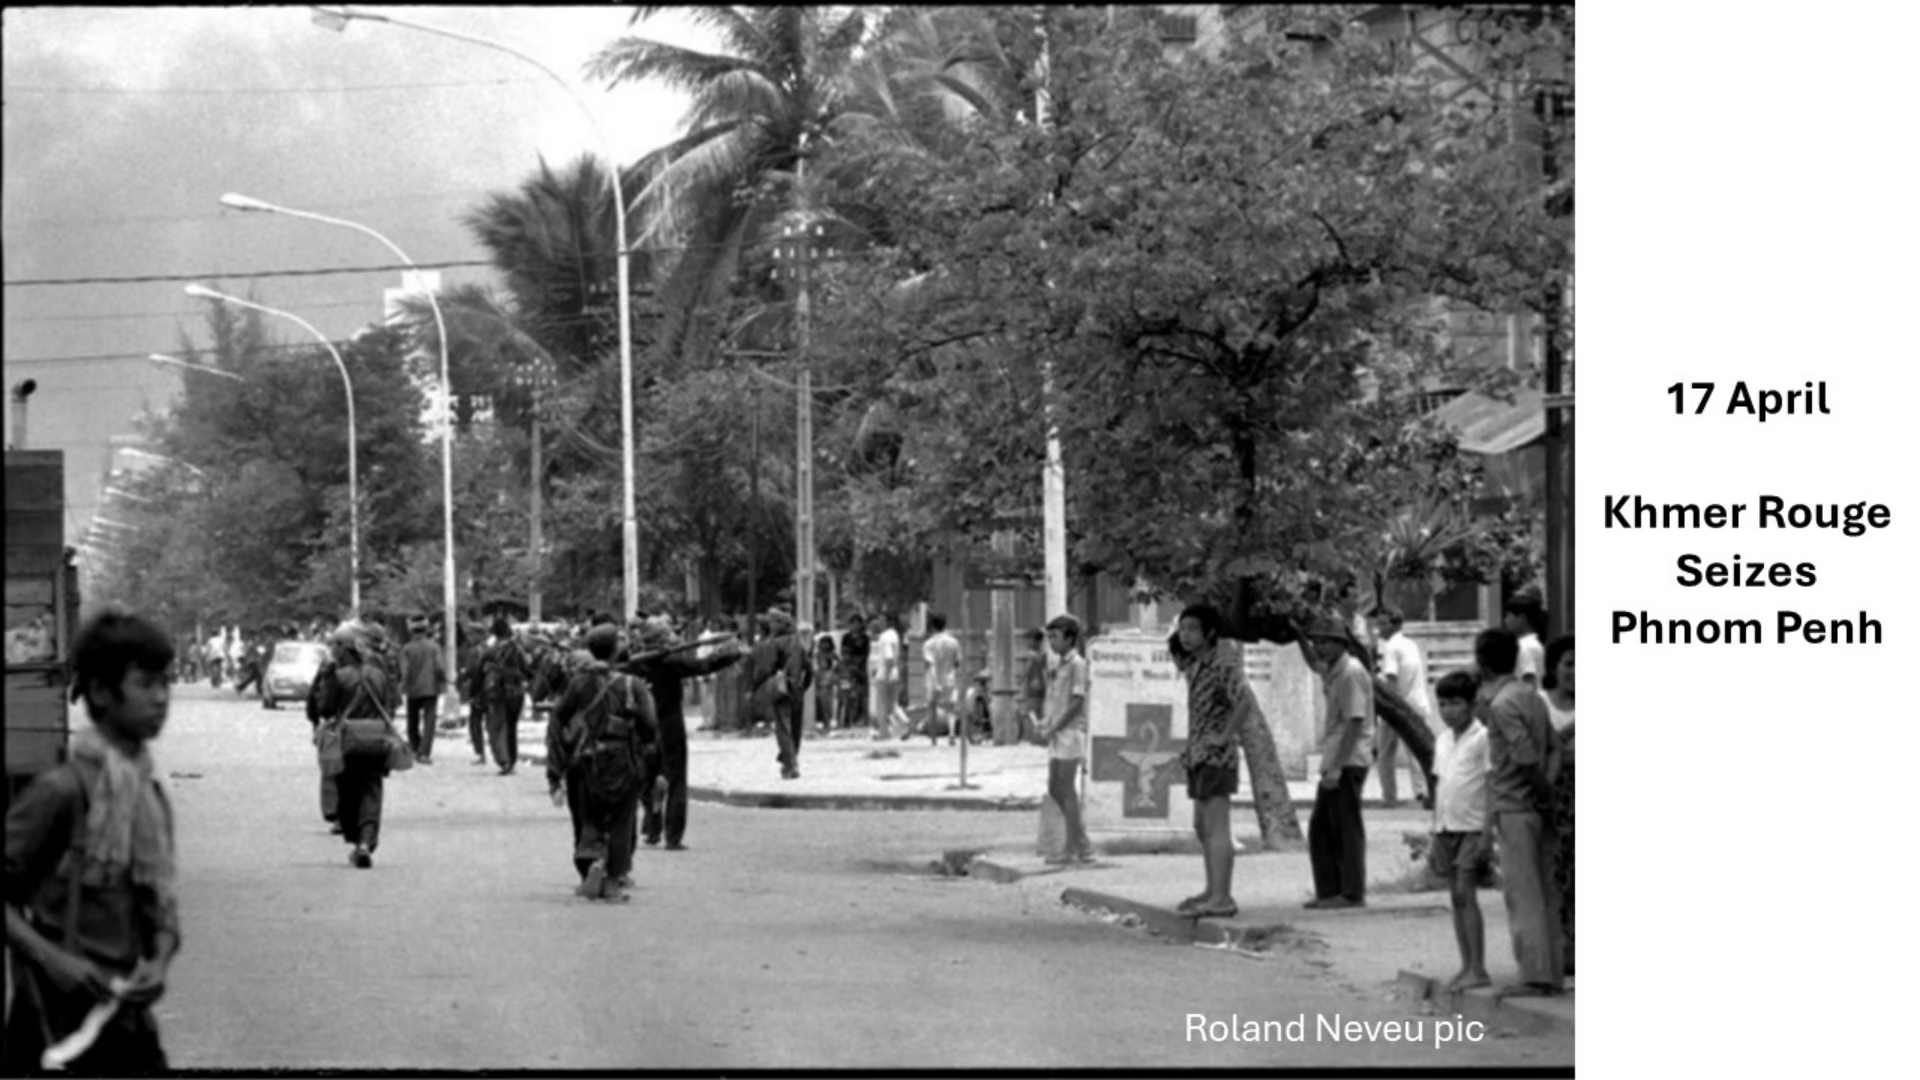 17 April
Khmer Rouge
Seizes
Phnom Penh
Roland Neveu pic